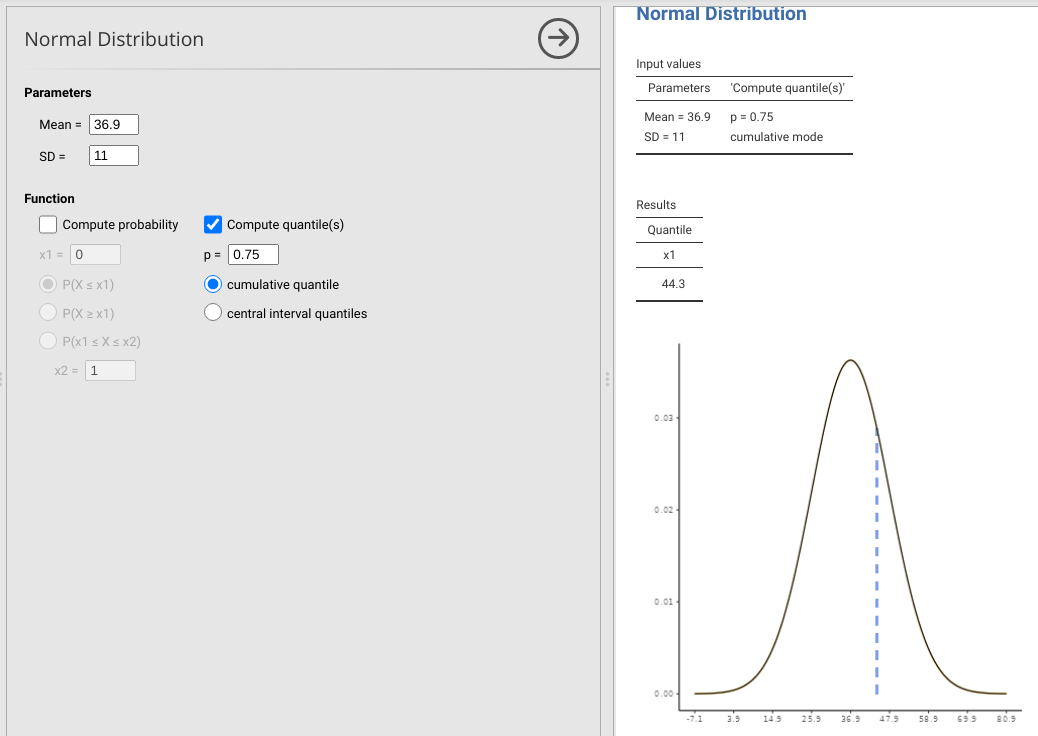 Normal Distribution
Parameters
Mean = 36.9
SD = 11
Function
Compute probability
x1 = 0
P(X ≤ x1)
P(X ≥ x1)
P(x1 ≤ X ≤ x2)
x2 = 1
Compute quantile(s)
p = 0.75
cumulative quantile
central interval quantiles
Normal Distribution
Input values
Parameters 'Compute quantile(s)'
Mean = 36.9 p = 0.75
SD = 11 cumulative mode
Results
Quantile
x1
44.3
0.03
0.02
0.01
0.00
-7.1 3.9 14.9 25.9 36.9 47.9 58.9 69.9 80.9